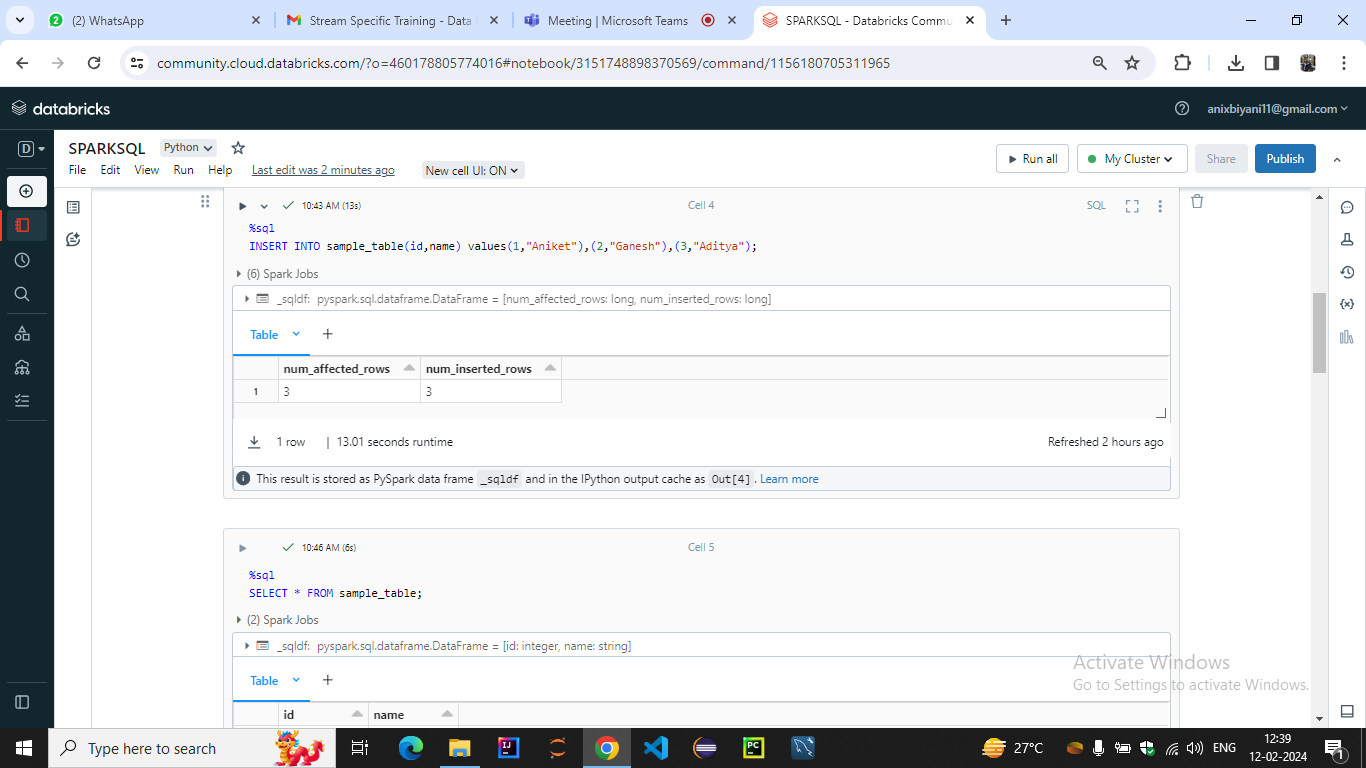 (2) WhatsApp
Stream Specific Training - Data
Meeting | Microsoft Teams
SPARKSQL - Databricks Commu
community.cloud.databricks.com/?o=460178805774016#notebook/3151748898370569/command/1156180705311965
databricks
anixbiyani11@gmail.com
D
SPARKSQL
Python
File Edit View Run Help Last edit was 2 minutes ago New cell UI: ON
Run all
My Cluster
Share
Publish
10:43 AM (13s)
Cell 4
SQL
%sql
INSERT INTO sample_table(id,name) values(1,"Aniket"),(2,"Ganesh"),(3,"Aditya");
(6) Spark Jobs
_sqldf: pyspark.sql.dataframe.DataFrame = [num_affected_rows: long, num_inserted_rows: long]
Table +
num_affected_rows num_inserted_rows
1 3 3
1 row | 13.01 seconds runtime
Refreshed 2 hours ago
This result is stored as PySpark data frame _sqldf and in the IPython output cache as Out[4]. Learn more
10:46 AM (6s)
Cell 5
%sql
SELECT * FROM sample_table;
(2) Spark Jobs
_sqldf: pyspark.sql.dataframe.DataFrame = [id: integer, name: string]
Table +
id name
Activate Windows
Go to Settings to activate Windows.
Type here to search
27°C
ENG
12:39
12-02-2024
1